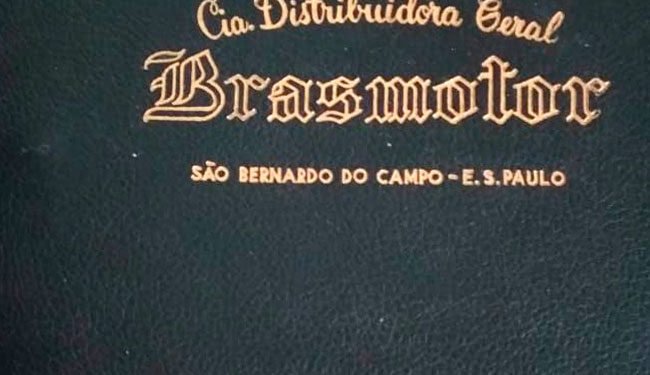 Cia. Distribuidora Geral
Brasmotor
SÃO BERNARDO DO CAMPO - E. S. PAULO